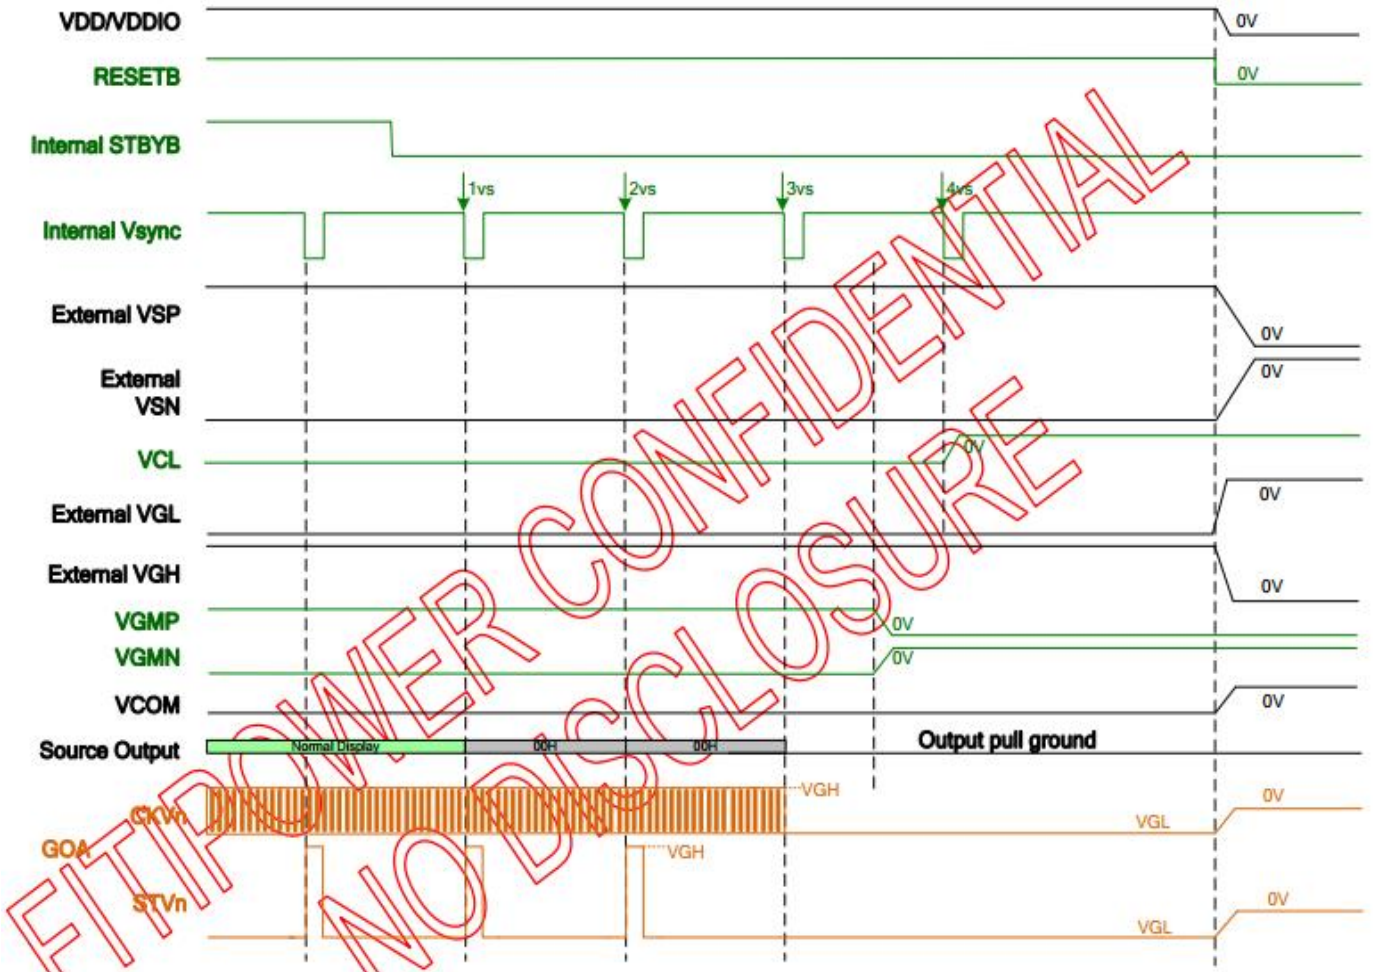 VDD/VDDIO
0V
RESETB
0V
Internal STBYB
1vs 2vs 3vs 4vs
Internal Vsync
External VSP
0V
External
VSN
0V
VCL
0V
External VGL
0V
External VGH
0V
VGMP
0V
VGMN
0V
VCOM
0V
Source Output
Normal Display 00H 00H
Output pull ground
CKVn
VGH
VGL
0V
GOA
VGH
STVn
VGL
0V
FITIPOWER CONFIDENTIAL
NO DISCLOSURE